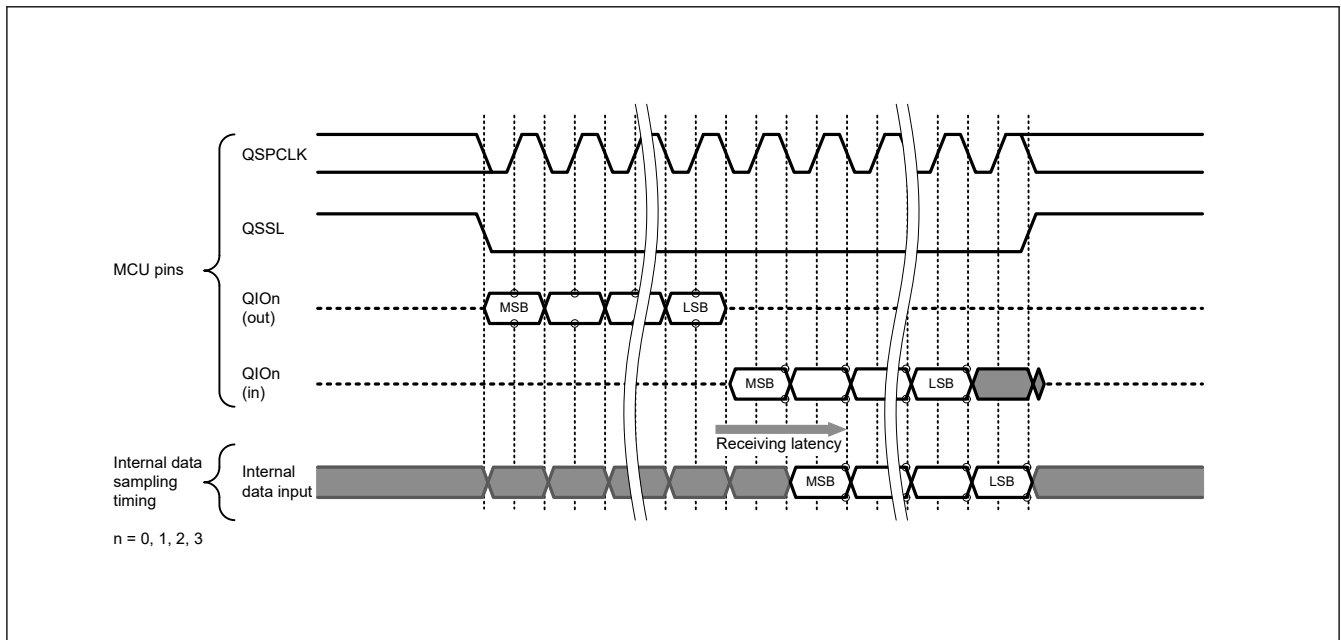 QSPCLK
QSSL
MCU pins
QIOn
(out)
MSB
LSB
QIOn
(in)
MSB
LSB
Receiving latency
Internal data
sampling
timing
Internal
data input
MSB
LSB
n = 0, 1, 2, 3